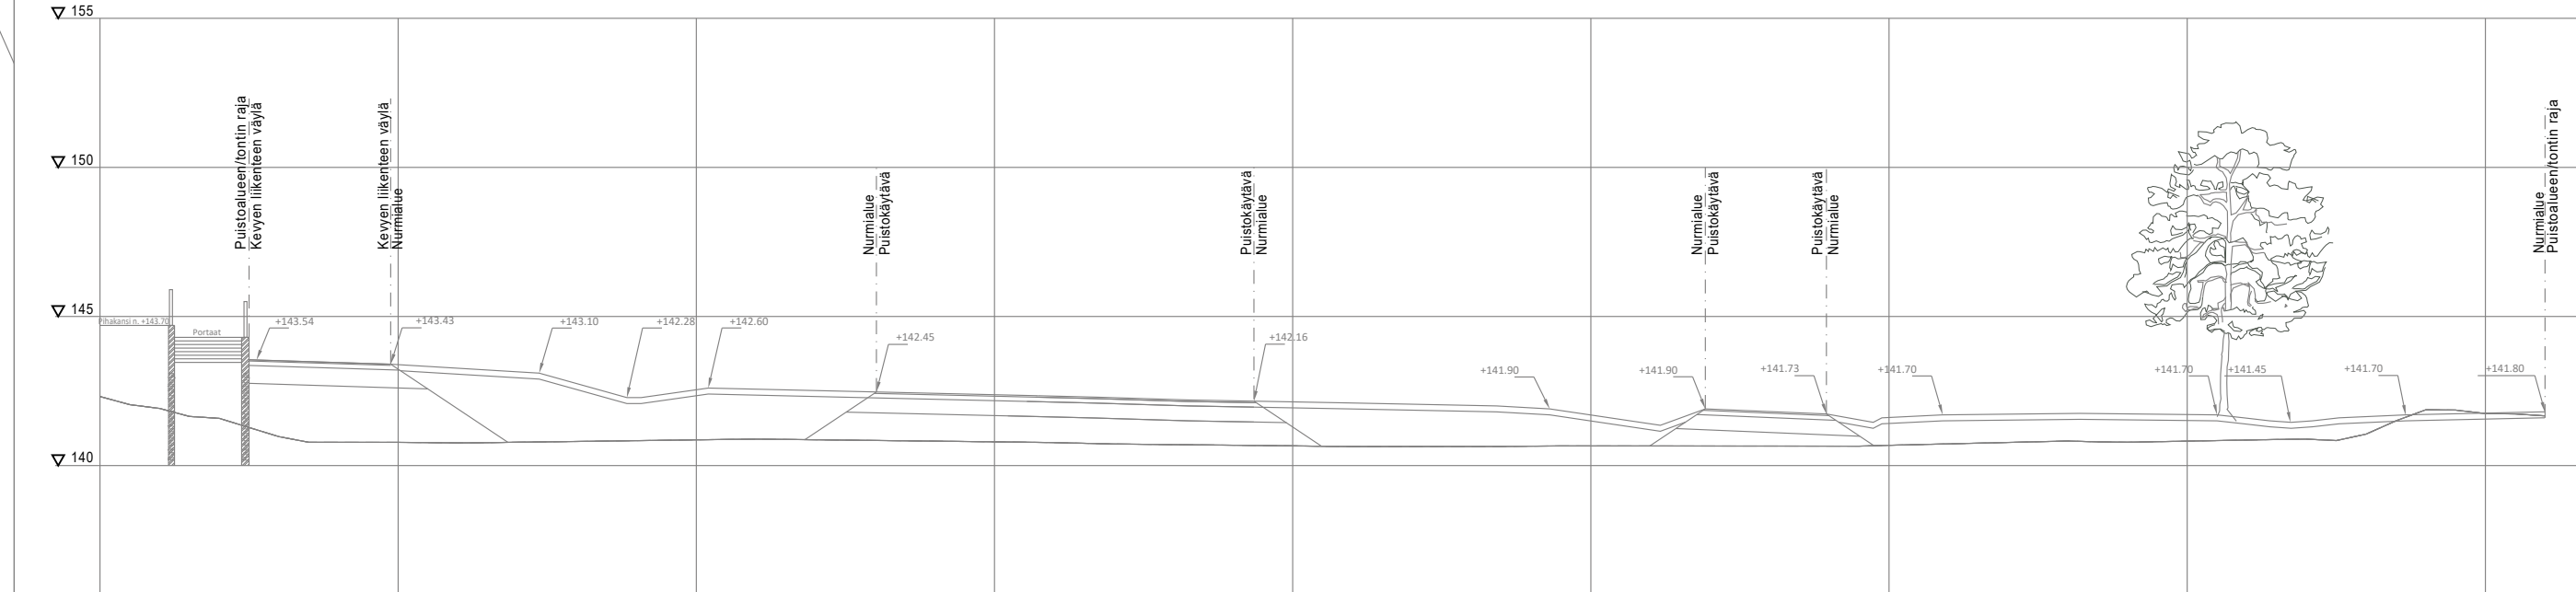 155
150
145
140
Puistoalueen/tontin raja
Kevyen liikenteen väylä
Kevyen liikenteen väylä
Nurmialue
Nurmialue
Puistokäytävä
Puistokäytävä
Nurmialue
Nurmialue
Puistokäytävä
Puistokäytävä
Nurmialue
Nurmialue
Puistoalueen/tontin raja
Pihakansi n. +143.70
Portaat
+143.54
+143.43
+143.10
+142.28
+142.60
+142.45
+142.16
+141.90
+141.90
+141.73
+141.70
+141.70
+141.45
+141.70
+141.80